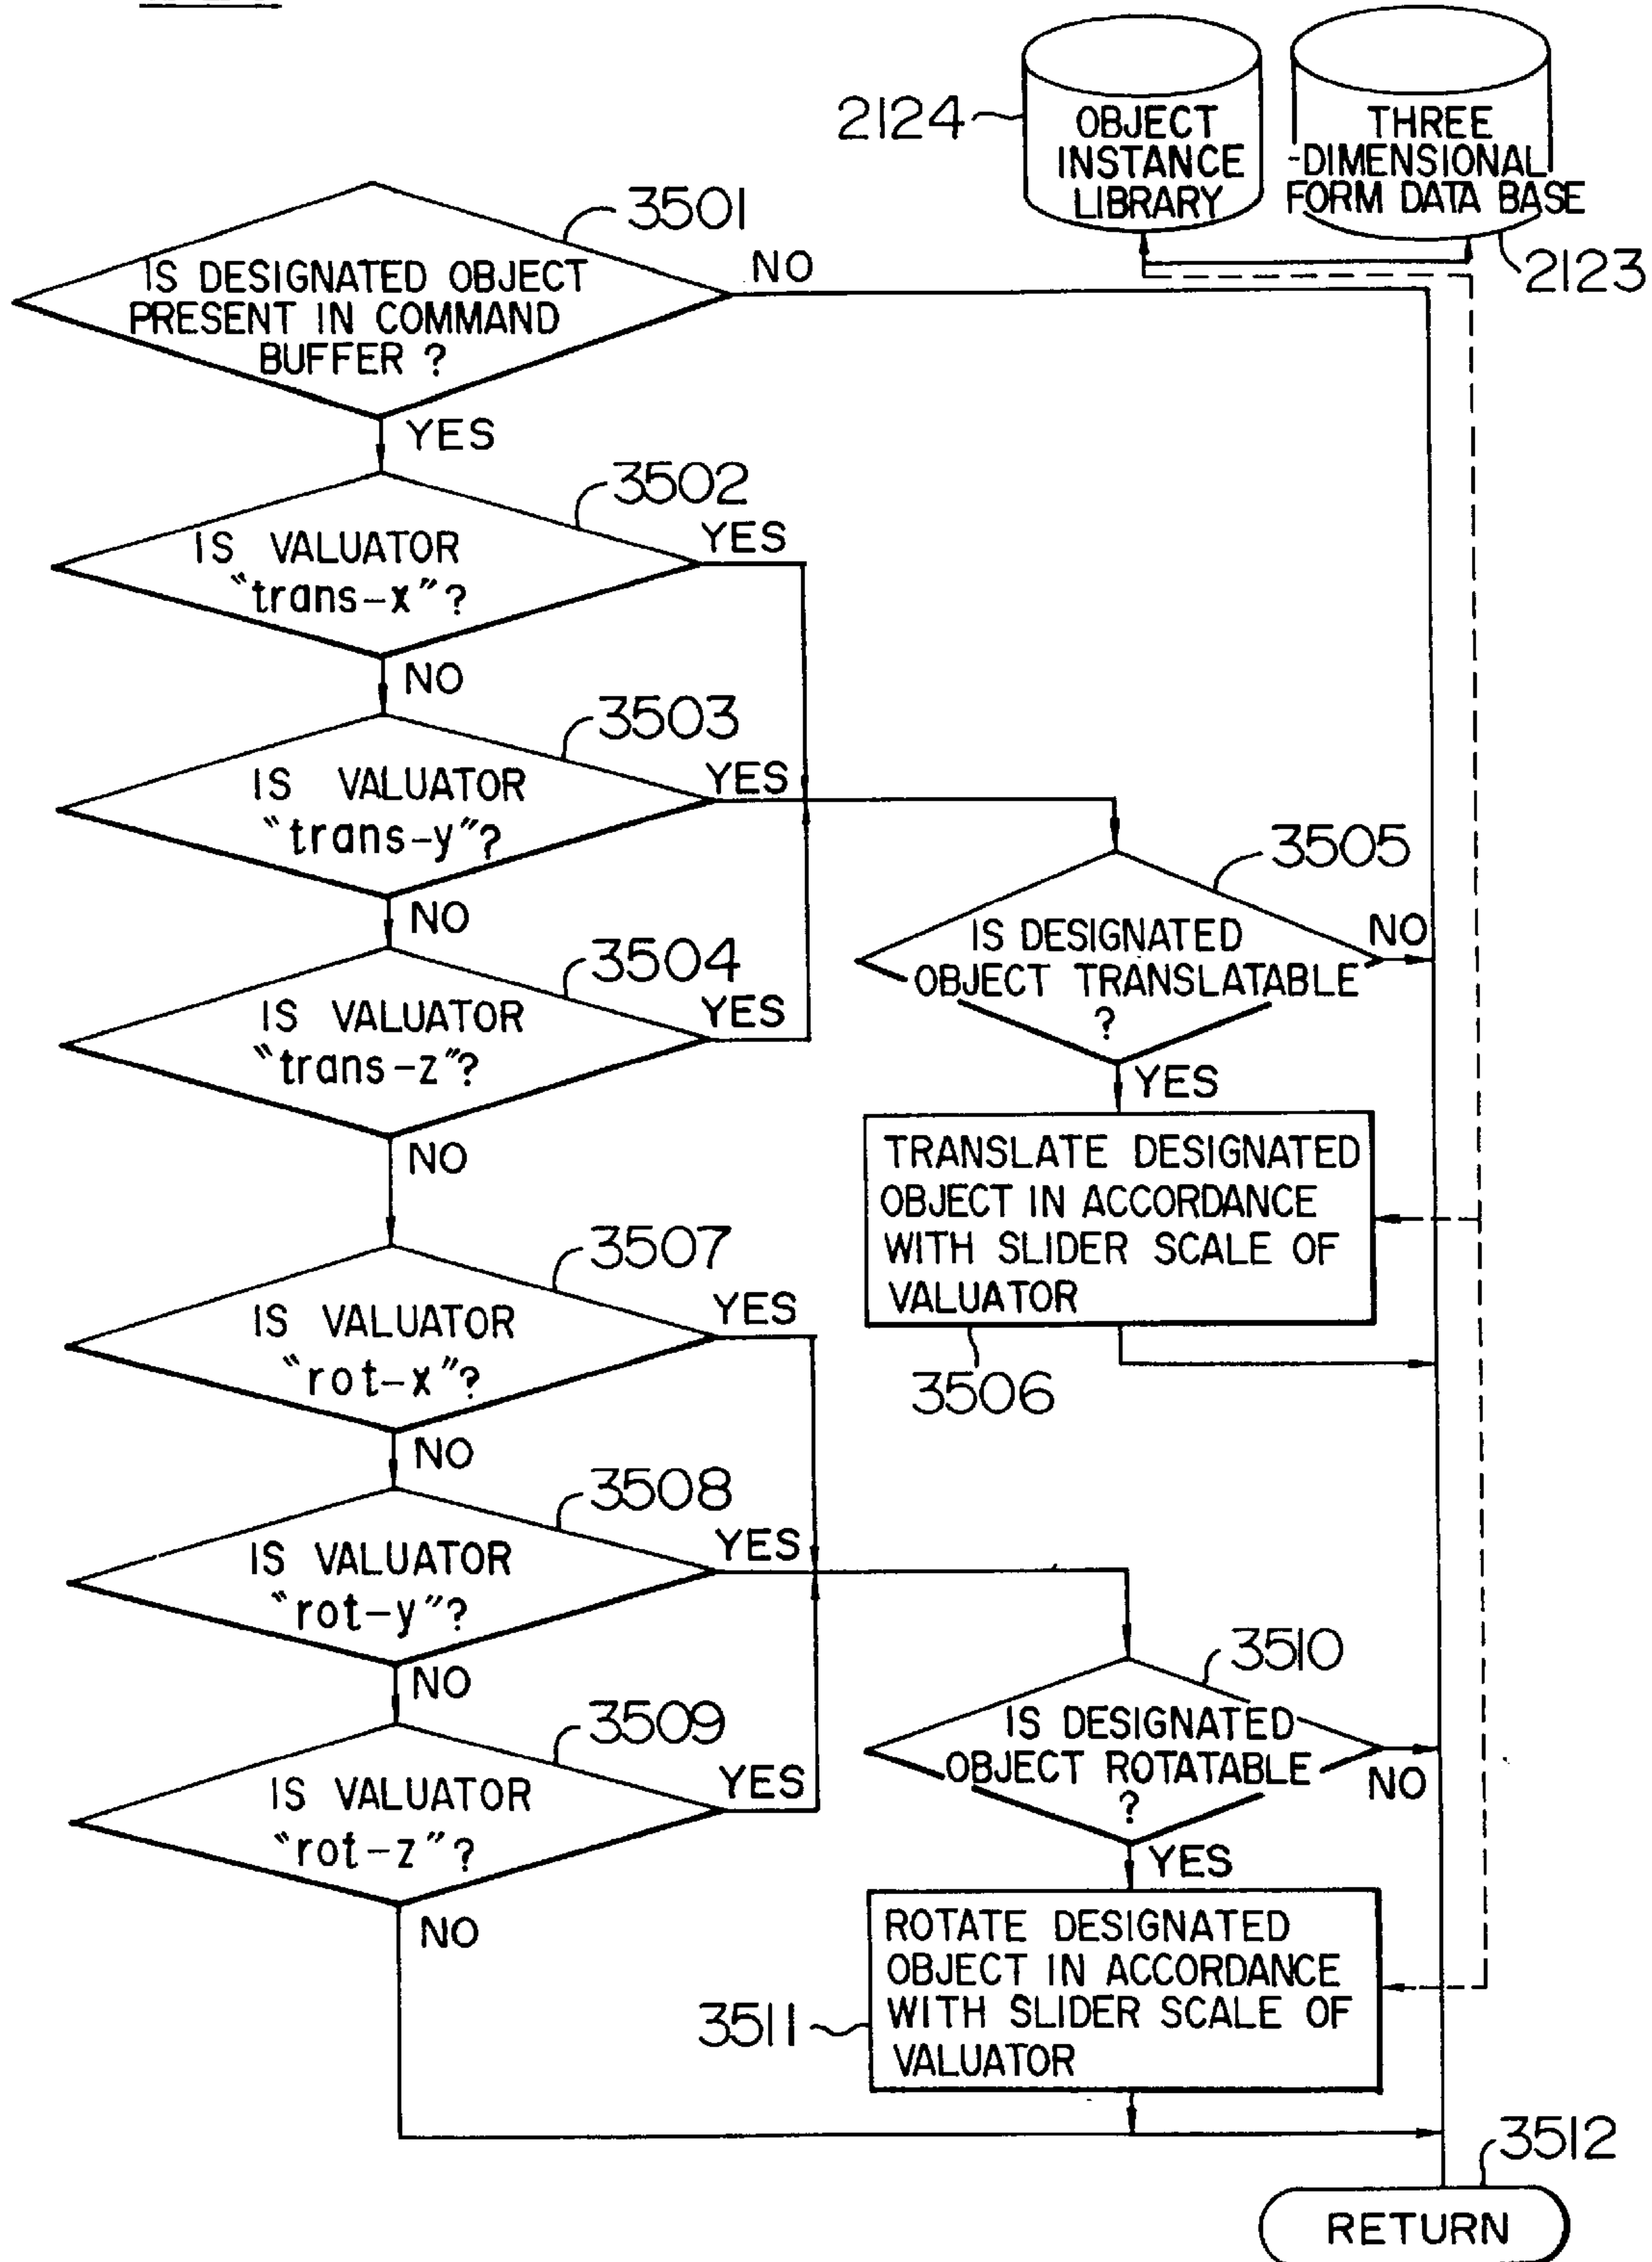 2124
OBJECT
INSTANCE
LIBRARY
THREE
-DIMENSIONAL
FORM DATA BASE
2123
3501
IS DESIGNATED OBJECT
PRESENT IN COMMAND
BUFFER ?
NO
YES
3502
IS VALUATOR
"trans-x"?
YES
NO
3503
IS VALUATOR
"trans-y"?
YES
NO
3504
IS VALUATOR
"trans-z"?
YES
NO
3505
IS DESIGNATED
OBJECT TRANSLATABLE
?
NO
YES
TRANSLATE DESIGNATED
OBJECT IN ACCORDANCE
WITH SLIDER SCALE OF
VALUATOR
3506
3507
IS VALUATOR
"rot-x"?
YES
NO
3508
IS VALUATOR
"rot-y"?
YES
NO
3509
IS VALUATOR
"rot-z"?
YES
NO
3510
IS DESIGNATED
OBJECT ROTATABLE
?
NO
YES
ROTATE DESIGNATED
OBJECT IN ACCORDANCE
WITH SLIDER SCALE OF
VALUATOR
3511
3512
RETURN